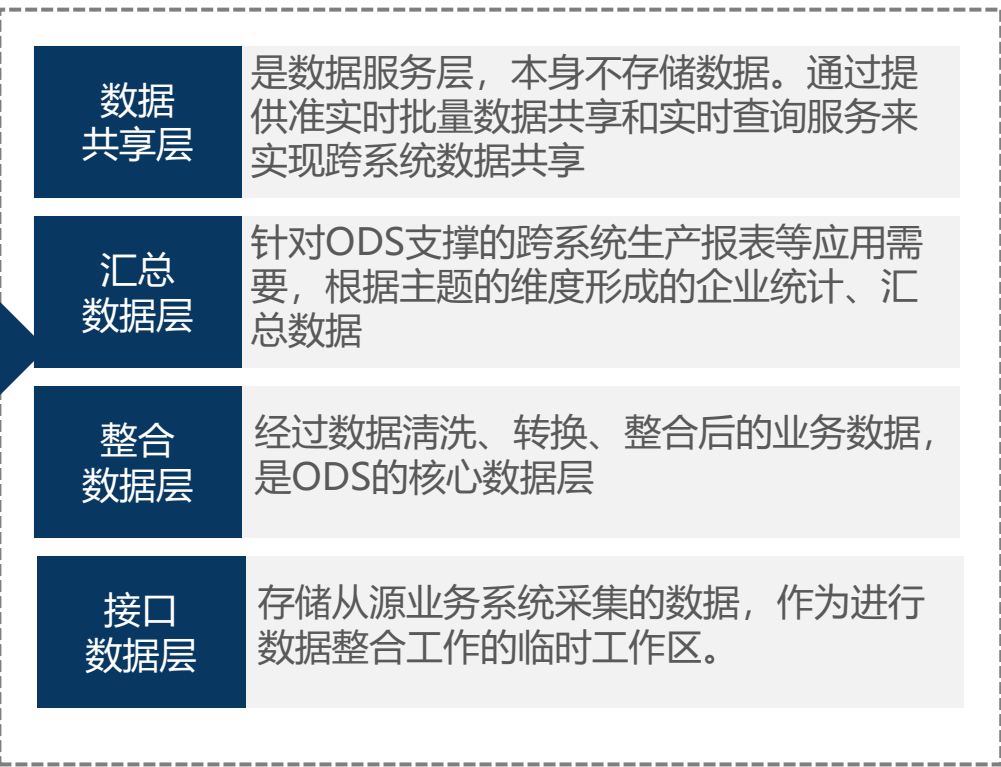 数据
共享层
是数据服务层，本身不存储数据。通过提
供准实时批量数据共享和实时查询服务来
实现跨系统数据共享
汇总
数据层
针对ODS支撑的跨系统生产报表等应用需
要，根据主题的维度形成的企业统计、汇
总数据
整合
数据层
经过数据清洗、转换、整合后的业务数据，
是ODS的核心数据层
接口
数据层
存储从源业务系统采集的数据，作为进行
数据整合工作的临时工作区。